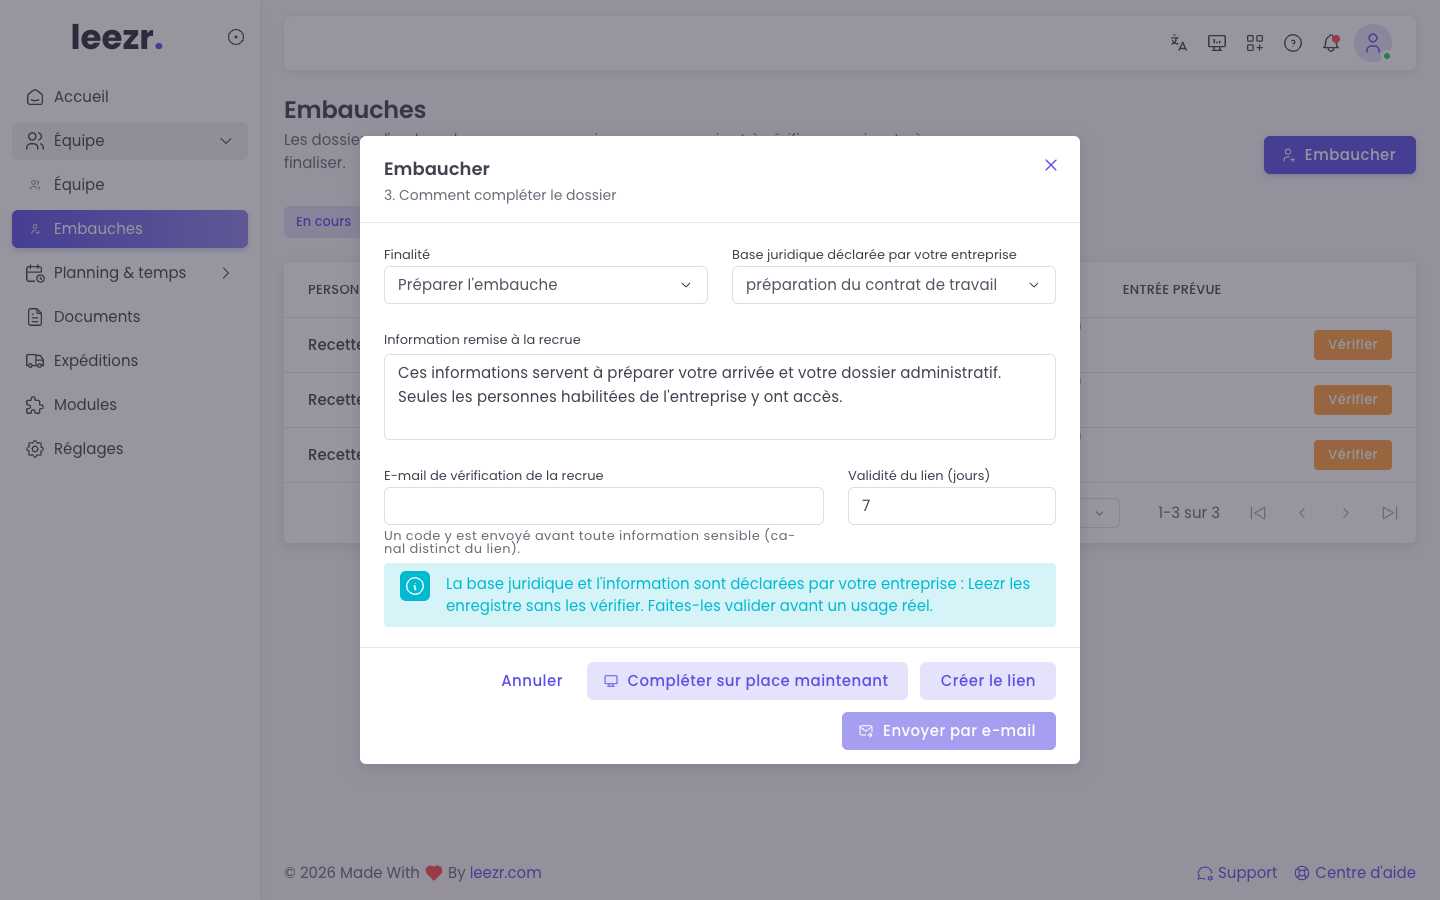 leezr.
Accueil
Équipe
Équipe
Embauches
Planning & temps
Documents
Expéditions
Modules
Réglages
Embauches
Les dossie
finaliser.
Embaucher
En cours
PERSON
ENTRÉE PRÉVUE
Recette
Vérifier
Recette
Vérifier
Recette
Vérifier
1-3 sur 3
Embaucher
3. Comment compléter le dossier
Finalité
Base juridique déclarée par votre entreprise
Préparer l'embauche
préparation du contrat de travail
Information remise à la recrue
Ces informations servent à préparer votre arrivée et votre dossier administratif.
Seules les personnes habilitées de l'entreprise y ont accès.
E-mail de vérification de la recrue
Validité du lien (jours)
7
Un code y est envoyé avant toute information sensible (ca-
nal distinct du lien).
La base juridique et l'information sont déclarées par votre entreprise : Leezr les
enregistre sans les vérifier. Faites-les valider avant un usage réel.
Annuler
Compléter sur place maintenant
Créer le lien
Envoyer par e-mail
© 2026 Made With
By leezr.com
Support
Centre d'aide